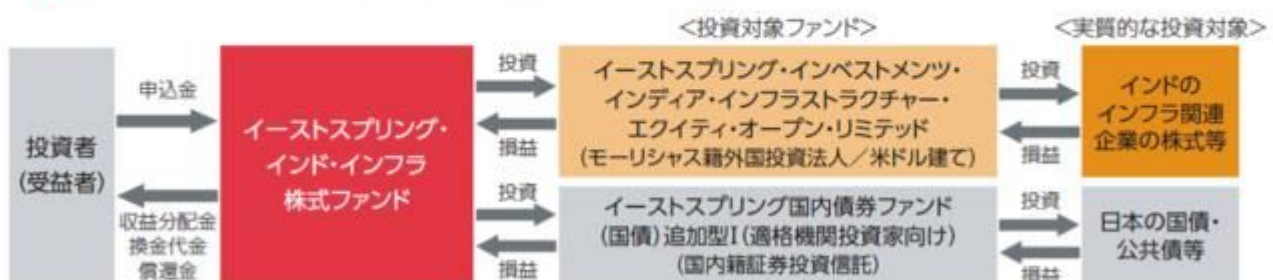 <投資対象ファンド>
<実質的な投資対象>
投資者
(受益者)
申込金
収益分配金
換金代金
償還金
イーストスプリング・
インド・インフラ
株式ファンド
投資
損益
投資
損益
イーストスプリング・インベストメンツ・
インディア・インフラストラクチャー・
エクイティ・オープン・リミテッド
(モーリシャス籍外国投資法人/米ドル建て)
イーストスプリング国内債券ファンド
(国債)追加型I(適格機関投資家向け)
(国内籍証券投資信託)
投資
損益
投資
損益
インドの
インフラ関連
企業の株式等
日本の国債・
公共債等